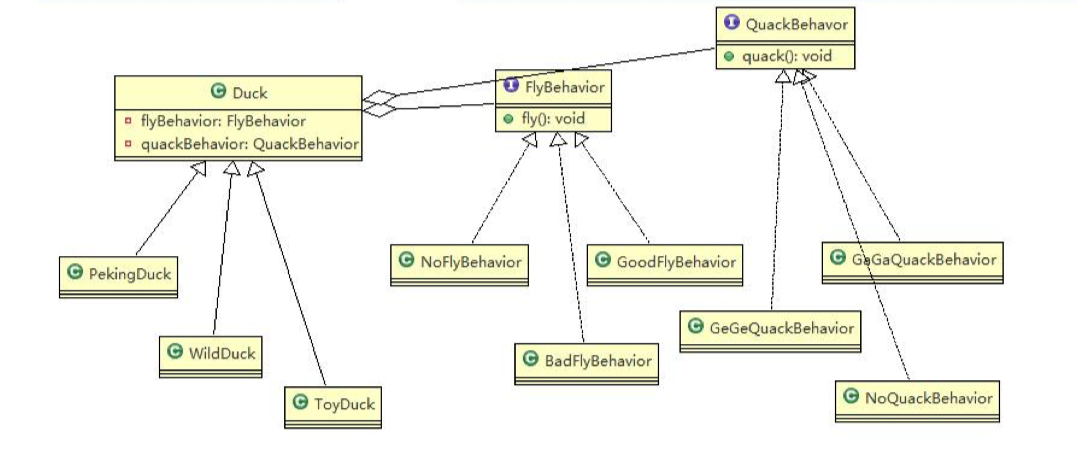 QuackBehavor
quack(): void
Duck
flyBehavior: FlyBehavior
quackBehavior: QuackBehavior
FlyBehavior
fly(): void
PekingDuck
WildDuck
ToyDuck
NoFlyBehavior
GoodFlyBehavior
BadFlyBehavior
GaGaQuackBehavior
GeGeQuackBehavior
NoQuackBehavior